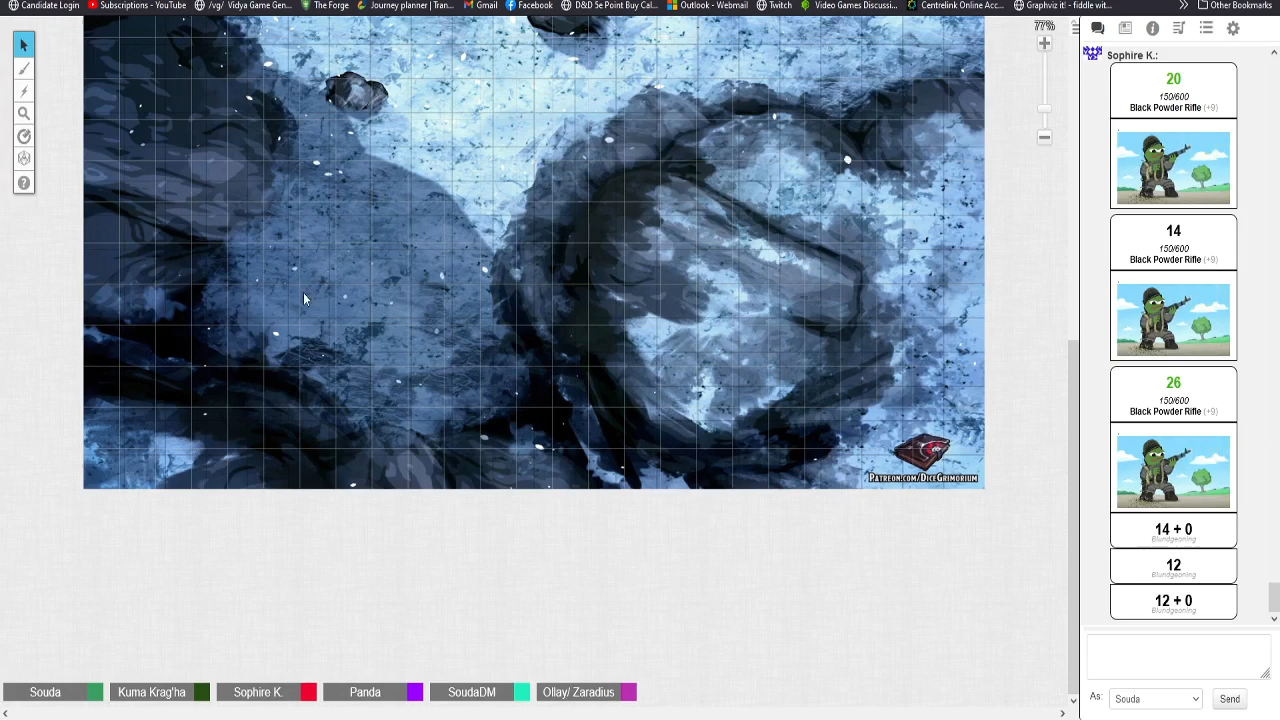 Candidate Login
Subscriptions - YouTube
/vg/ Vidya Game Gen...
The Forge
Journey planner | Tran...
Gmail
Facebook
D&D 5e Point Buy Cal...
Outlook - Webmail
Twitch
Video Games Discussi...
Centrelink Online Acc...
Graphviz it! - fiddle wit...
Other Bookmarks
77%
Sophire K.:
20
150/600
Black Powder Rifle (+9)
14
150/600
Black Powder Rifle (+9)
26
150/600
Black Powder Rifle (+9)
14 + 0
Blundgeoning
12
Blundgeoning
12 + 0
Blundgeoning
Patreon.com/DiceGrimorium
Souda
Kuma Krag'ha
Sophire K.
Panda
SoudaDM
Ollay/ Zaradius
As:
Souda
Send